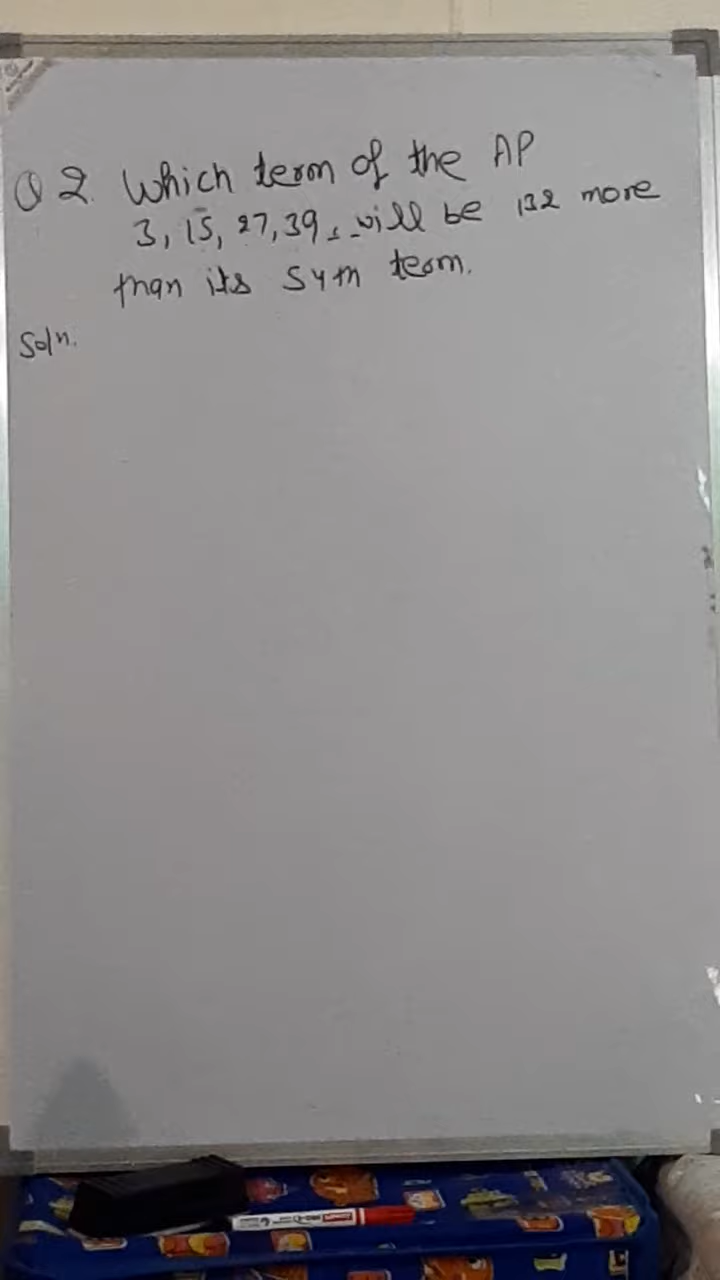 Q 2. Which term of the AP
3, 15, 27, 39, .. will be 132 more
than its 54th term.
Soln.